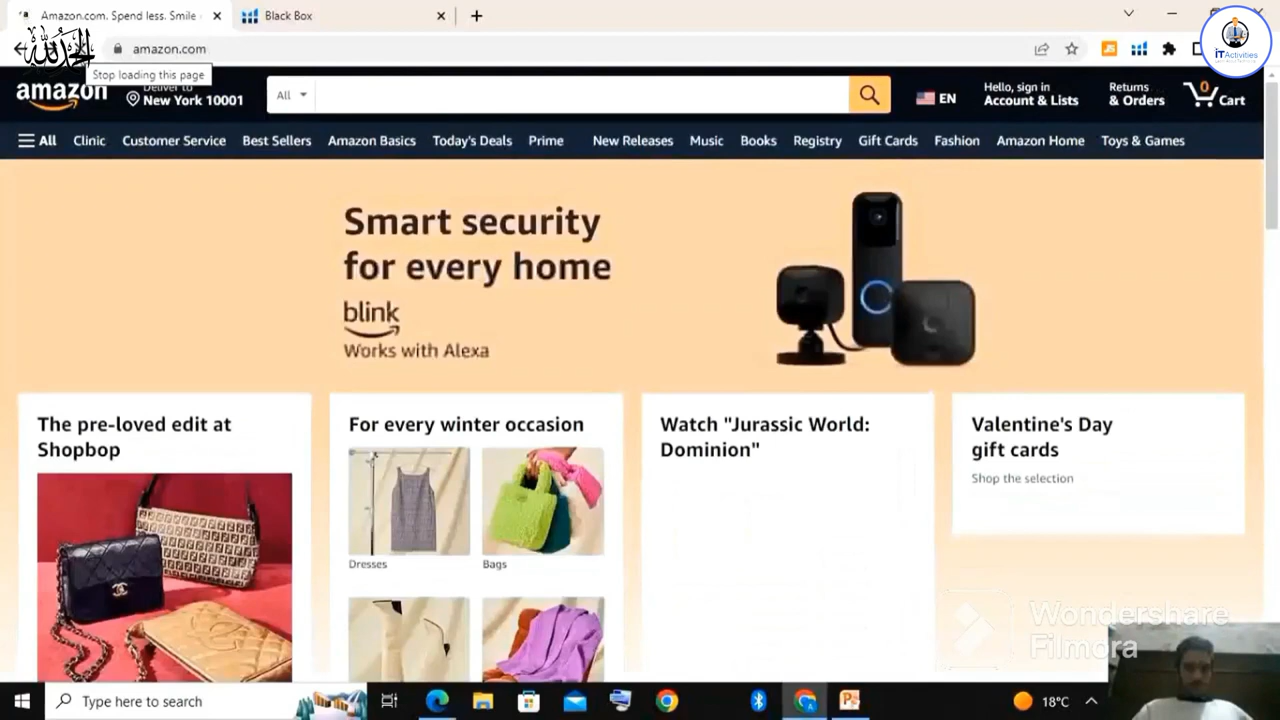 Amazon.com. Spend less. Smile
Black Box
الحمدلله
amazon.com
iT Activities
Stop loading this page
amazon
Deliver to
New York 10001
All
EN
Hello, sign in
Account & Lists
Returns
& Orders
0
Cart
All
Clinic
Customer Service
Best Sellers
Amazon Basics
Today's Deals
Prime
New Releases
Music
Books
Registry
Gift Cards
Fashion
Amazon Home
Toys & Games
Smart security
for every home
blink
Works with Alexa
The pre-loved edit at
Shopbop
For every winter occasion
Dresses
Bags
Watch "Jurassic World:
Dominion"
Valentine's Day
gift cards
Shop the selection
Wondershare
Filmora
Type here to search
18°C